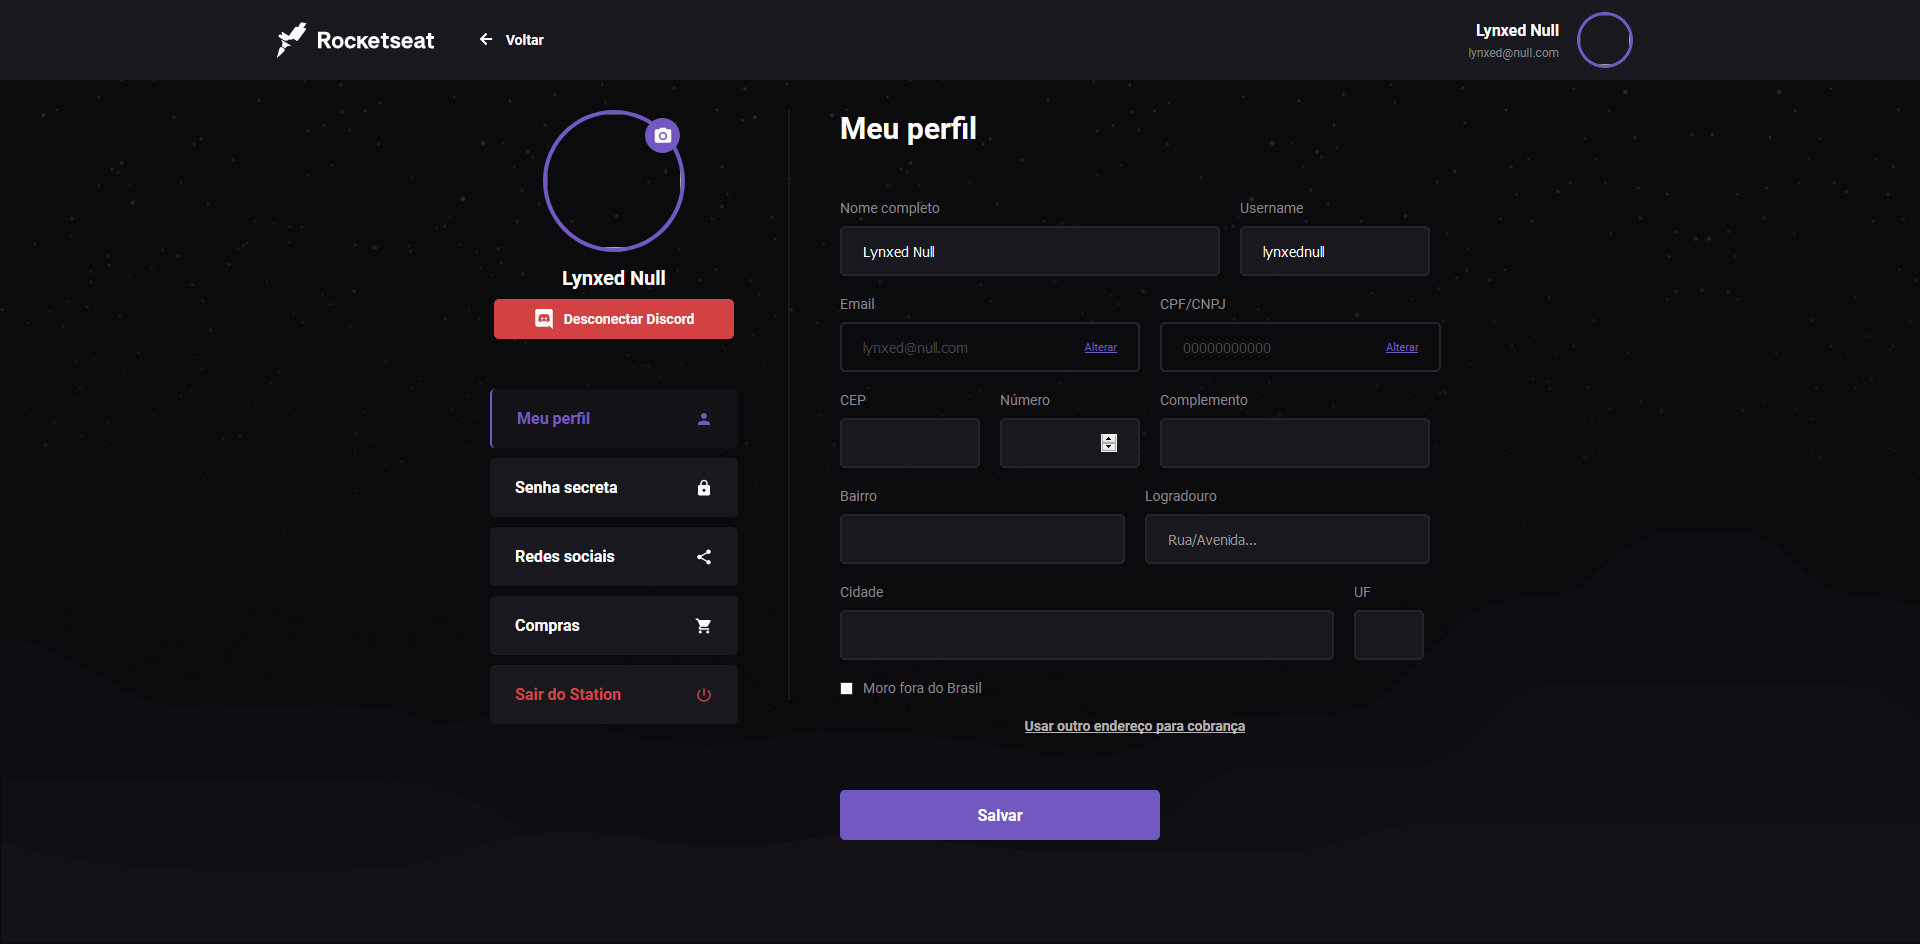 Rocketseat
Voltar
Lynxed Null
lynxed@null.com
Lynxed Null
Desconectar Discord
Meu perfil
Senha secreta
Redes sociais
Compras
Sair do Station
Meu perfil
Nome completo
Username
Lynxed Null
lynxednull
Email
CPF/CNPJ
lynxed@null.com
Alterar
00000000000
Alterar
CEP
Número
Complemento
Bairro
Logradouro
Rua/Avenida...
Cidade
UF
Moro fora do Brasil
Usar outro endereço para cobrança
Salvar